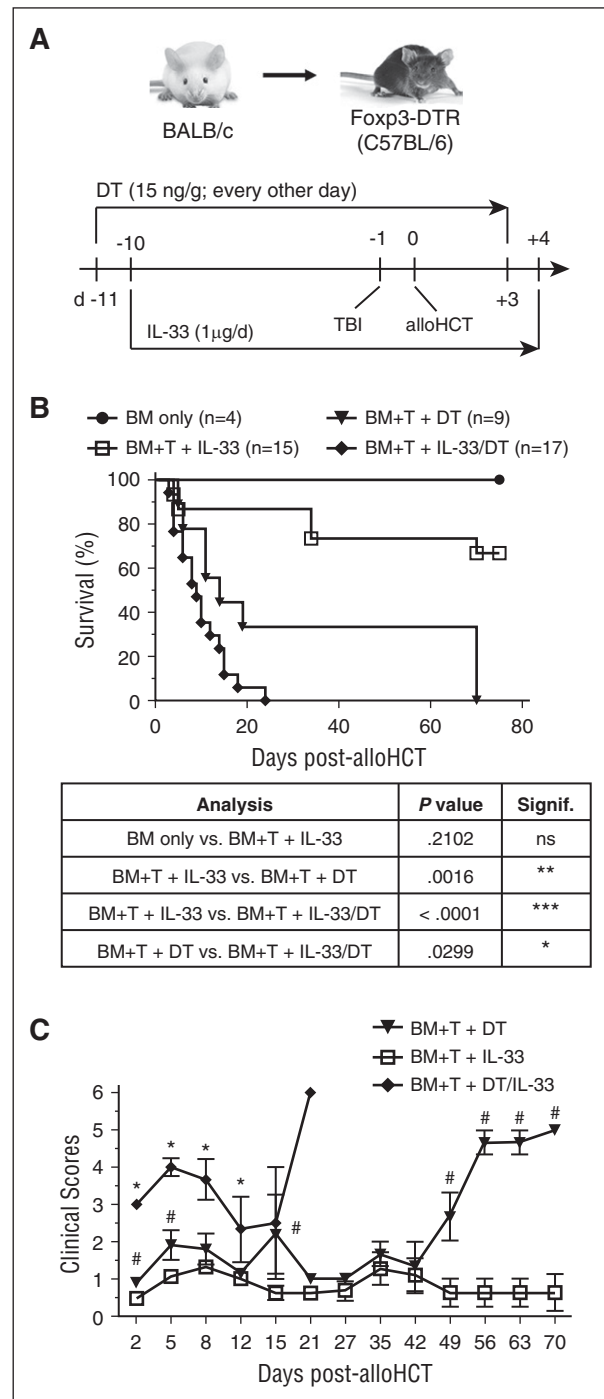 A
BALB/c
Foxp3-DTR
(C57BL/6)
DT (15 ng/g; every other day)
-10
-1
0
+4
d -11
TBI
alloHCT
+3
IL-33 (1μg/d)
B
BM only (n=4)
BM+T + DT (n=9)
BM+T + IL-33 (n=15)
BM+T + IL-33/DT (n=17)
100
80
60
40
20
0
Survival (%)
0 20 40 60 80
Days post-alloHCT
Analysis P value Signif.
BM only vs. BM+T + IL-33 .2102 ns
BM+T + IL-33 vs. BM+T + DT .0016 **
BM+T + IL-33 vs. BM+T + IL-33/DT < .0001 ***
BM+T + DT vs. BM+T + IL-33/DT .0299 *
C
BM+T + DT
BM+T + IL-33
BM+T + DT/IL-33
6
5
4
3
2
1
0
Clinical Scores
* * * *
# # # # # # #
2 5 8 12 15 21 27 35 42 49 56 63 70
Days post-alloHCT